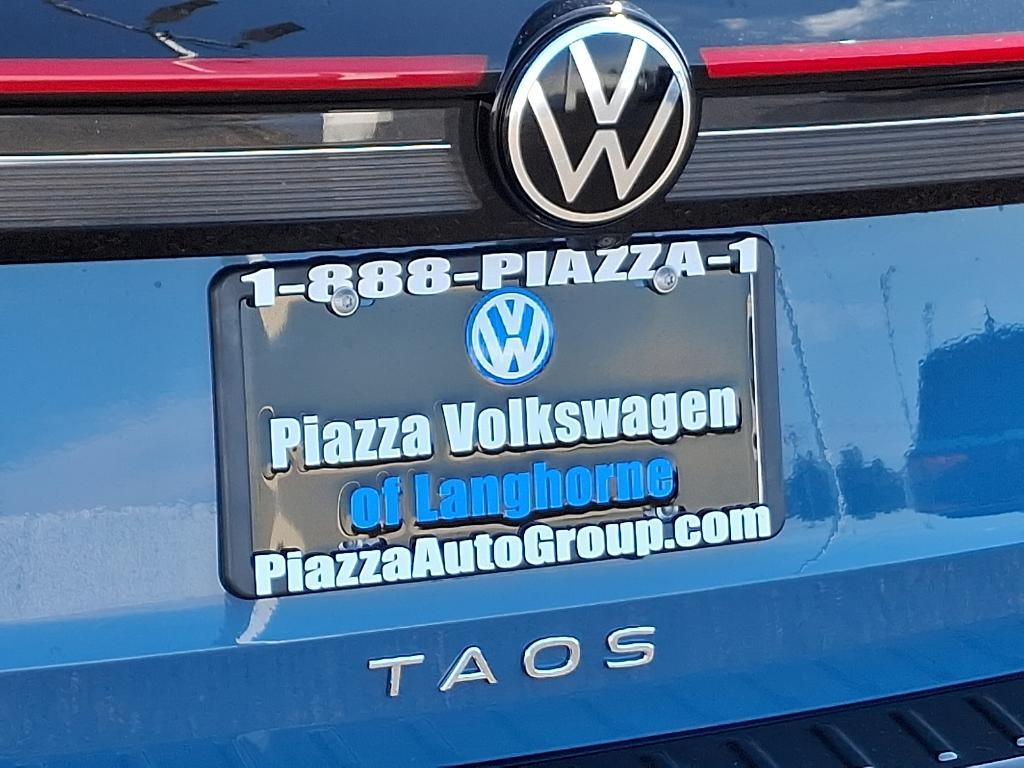 1-888-PIAZZA-1
Piazza Volkswagen
of Langhorne
PiazzaAutoGroup.com
TAOS